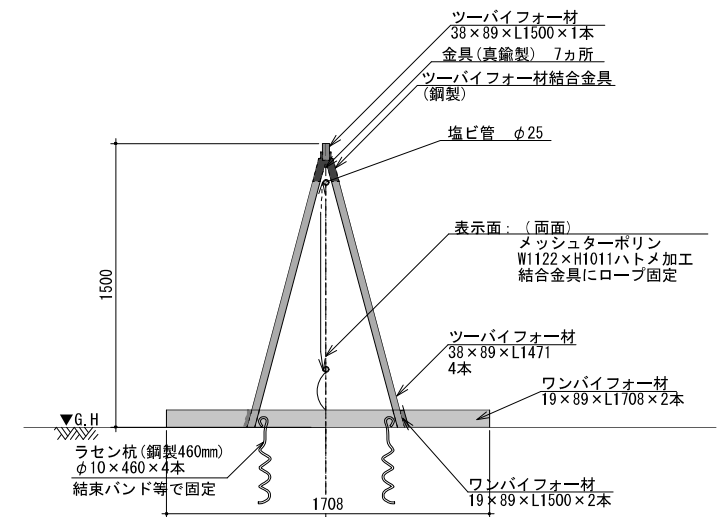 ツーバイフォー材
38×89×L1500×1本
金具(真鍮製) 7ヵ所
ツーバイフォー材結合金具
(鋼製)
塩ビ管 φ25
表示面：（両面）
メッシュターポリン
W1122×H1011ハトメ加工
結合金具にロープ固定
1500
ツーバイフォー材
38×89×L1471
4本
ワンバイフォー材
19×89×L1708×2本
▼G.H
ラセン杭(鋼製460mm)
φ10×460×4本
結束バンド等で固定
1708
ワンバイフォー材
19×89×L1500×2本